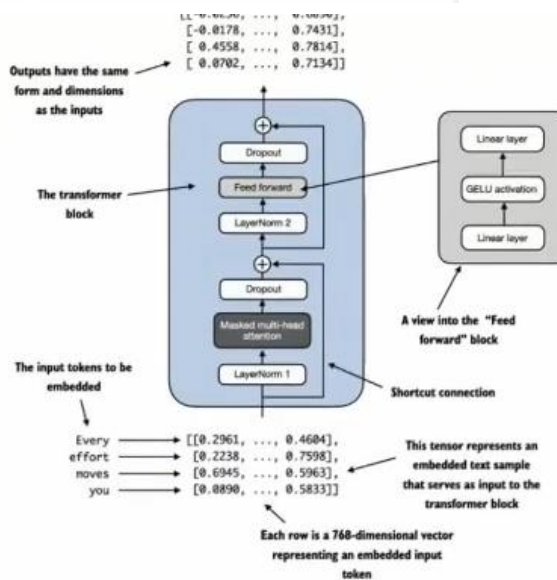 [-0.0178, ..., 0.7431],
[ 0.4558, ..., 0.7814],
[ 0.0702, ..., 0.7134]]
Outputs have the same
form and dimensions
as the inputs
Dropout
Feed forward
LayerNorm 2
The transformer
block
Dropout
Masked multi-head
attention
LayerNorm 1
Linear layer
GELU activation
Linear layer
A view into the "Feed
forward" block
Shortcut connection
The input tokens to be
embedded
Every [[0.2961, ..., 0.4604],
effort [0.2238, ..., 0.7598],
moves [0.6945, ..., 0.5963],
you [0.0890, ..., 0.5833]]
This tensor represents an
embedded text sample
that serves as input to the
transformer block
Each row is a 768-dimensional vector
representing an embedded input
token